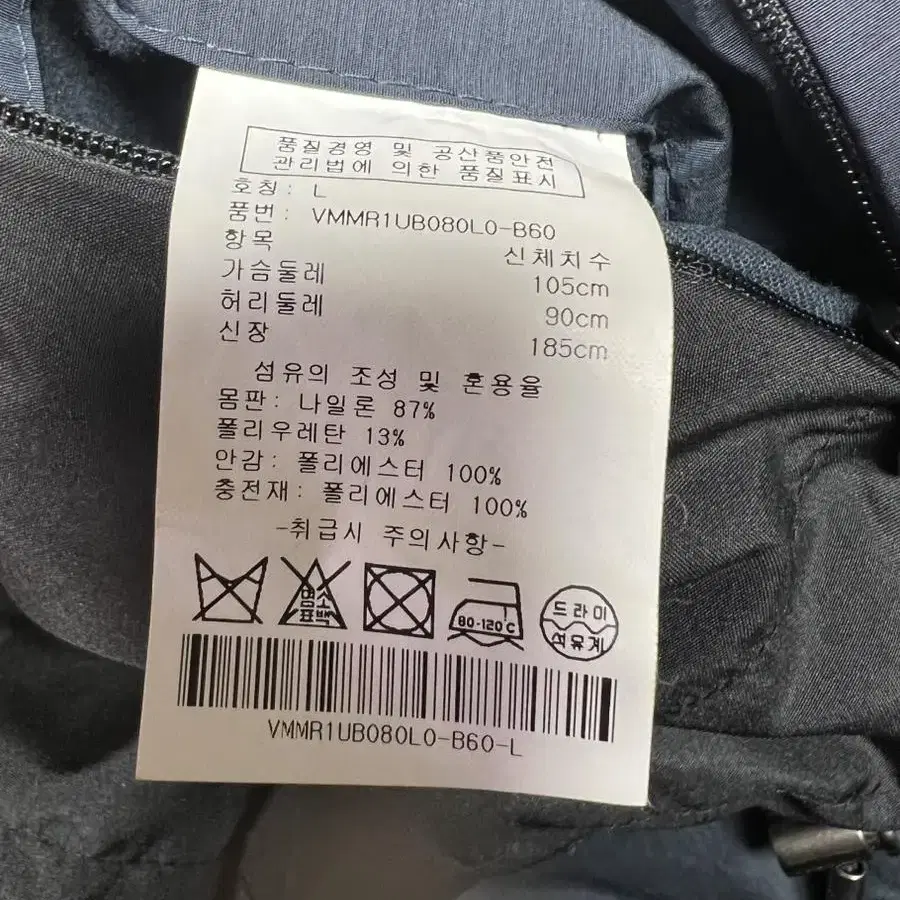 품질경영 및 공산품안전
관리법에 의한 품질표시
호칭: L
품번: VMMR1UB080L0-B60
항목 신체치수
가슴둘레 105cm
허리둘레 90cm
신장 185cm
섬유의 조성 및 혼용율
몸판: 나일론 87%
폴리우레탄 13%
안감: 폴리에스터 100%
충전재: 폴리에스터 100%
-취급시 주의사항-
염소
표백
80-120℃
드라이
석유계
VMMR1UB080L0-B60-L